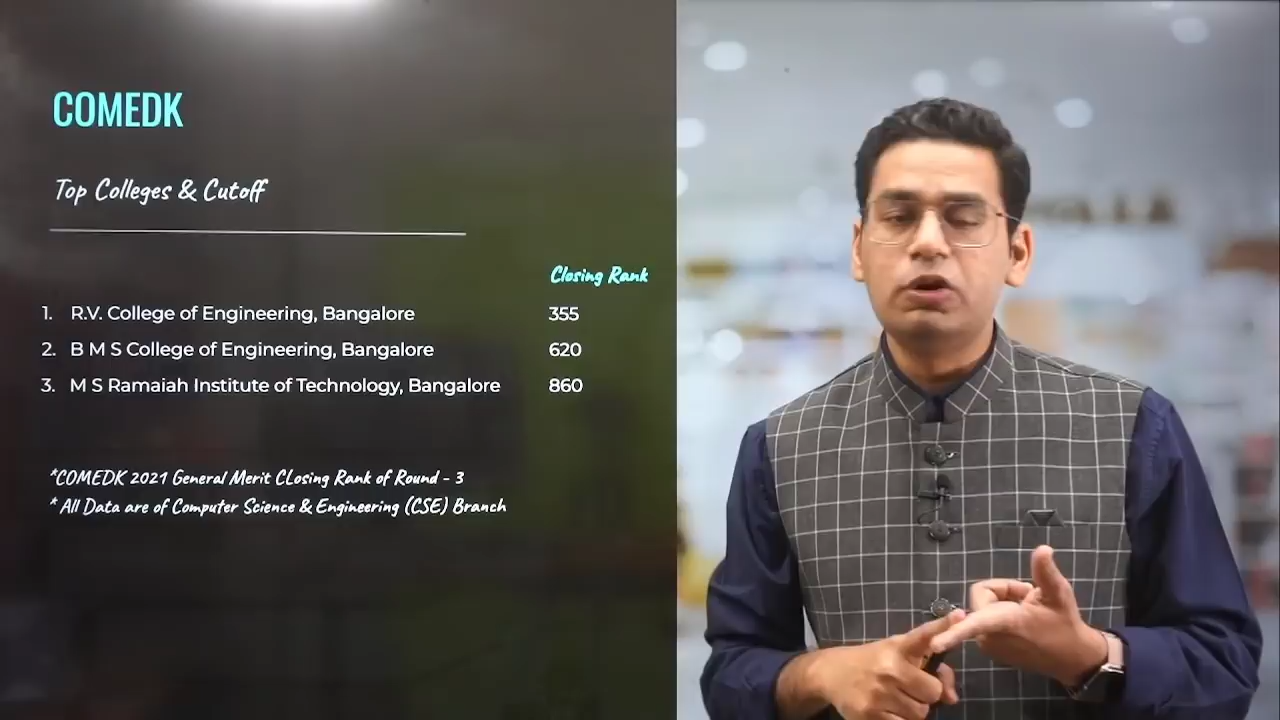 COMEDK
Top Colleges & Cutoff
Closing Rank
1. R.V. College of Engineering, Bangalore 355
2. B M S College of Engineering, Bangalore 620
3. M S Ramaiah Institute of Technology, Bangalore 860
*COMEDK 2021 General Merit CLosing Rank of Round - 3
* All Data are of Computer Science & Engineering (CSE) Branch